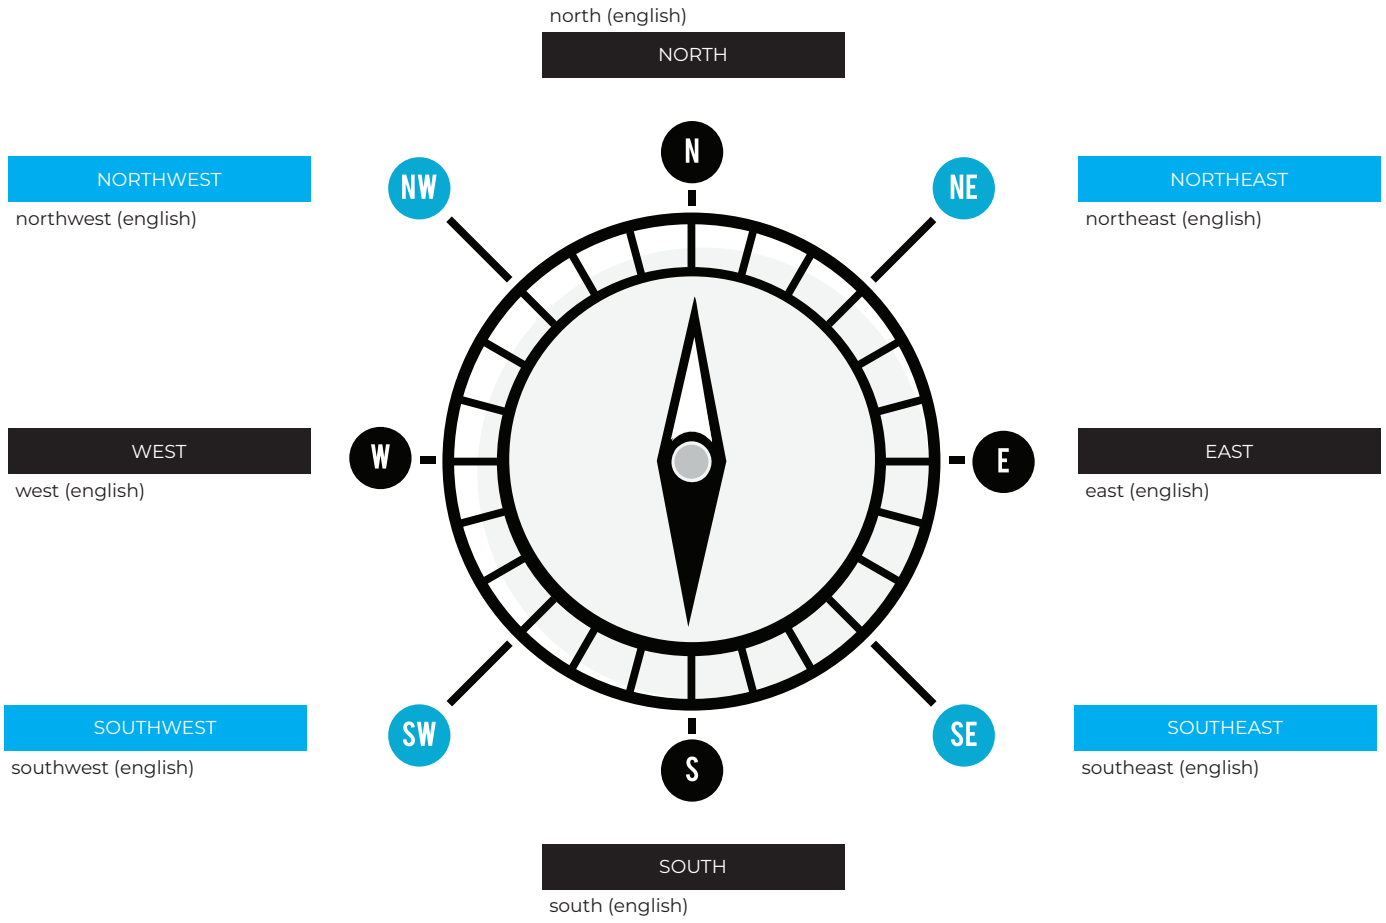 north (english)
NORTH
N
NORTHWEST
northwest (english)
NW
NE
NORTHEAST
northeast (english)
WEST
west (english)
W
E
EAST
east (english)
SOUTHWEST
southwest (english)
SW
SE
SOUTHEAST
southeast (english)
S
SOUTH
south (english)